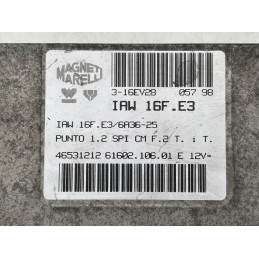 MAGNETI
MARELLI
3-16EV28 057 98
IAW 16F.E3
IAW 16F.E3/6A36-25
PUNTO 1.2 SPI CM F.2 T. : T.
46531212 61602.106.01 E 12V=